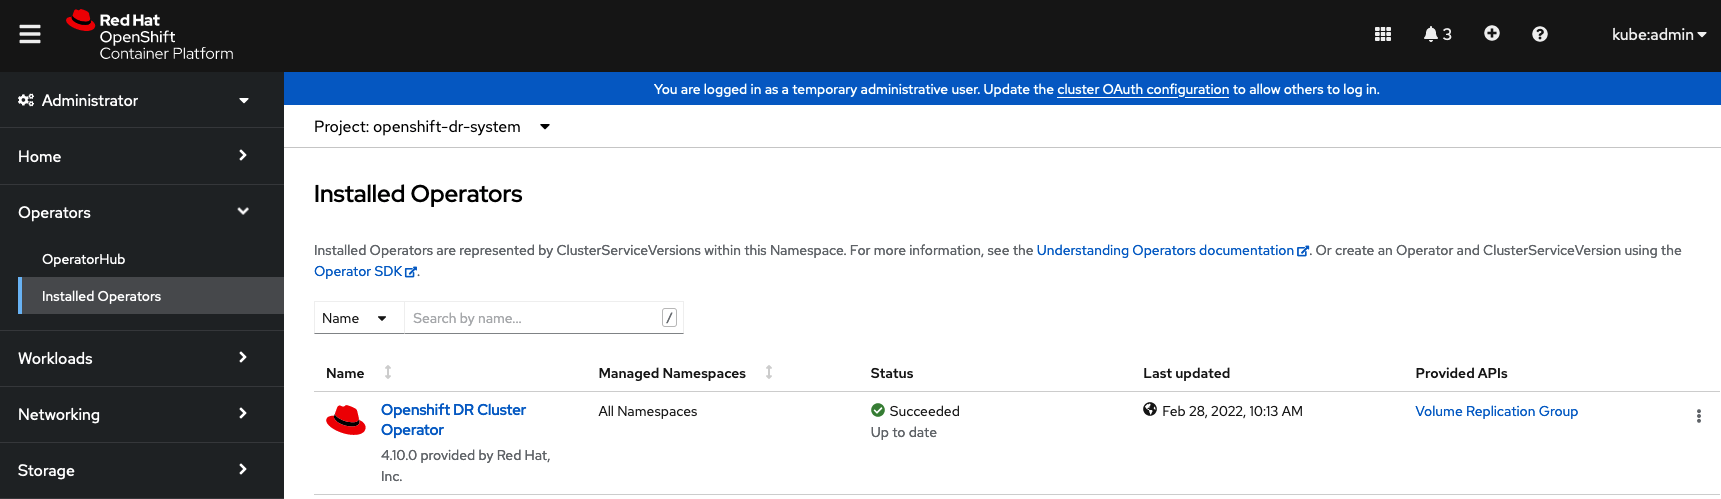 Red Hat
OpenShift
Container Platform
3
kube:admin
Administrator
You are logged in as a temporary administrative user. Update the cluster OAuth configuration to allow others to log in.
Project: openshift-dr-system
Home
Operators
OperatorHub
Installed Operators
Workloads
Networking
Storage
Installed Operators
Installed Operators are represented by ClusterServiceVersions within this Namespace. For more information, see the Understanding Operators documentation. Or create an Operator and ClusterServiceVersion using the
Operator SDK.
Name
Search by name...
/
Name
Managed Namespaces
Status
Last updated
Provided APIs
Openshift DR Cluster
Operator
4.10.0 provided by Red Hat,
Inc.
All Namespaces
Succeeded
Up to date
Feb 28, 2022, 10:13 AM
Volume Replication Group